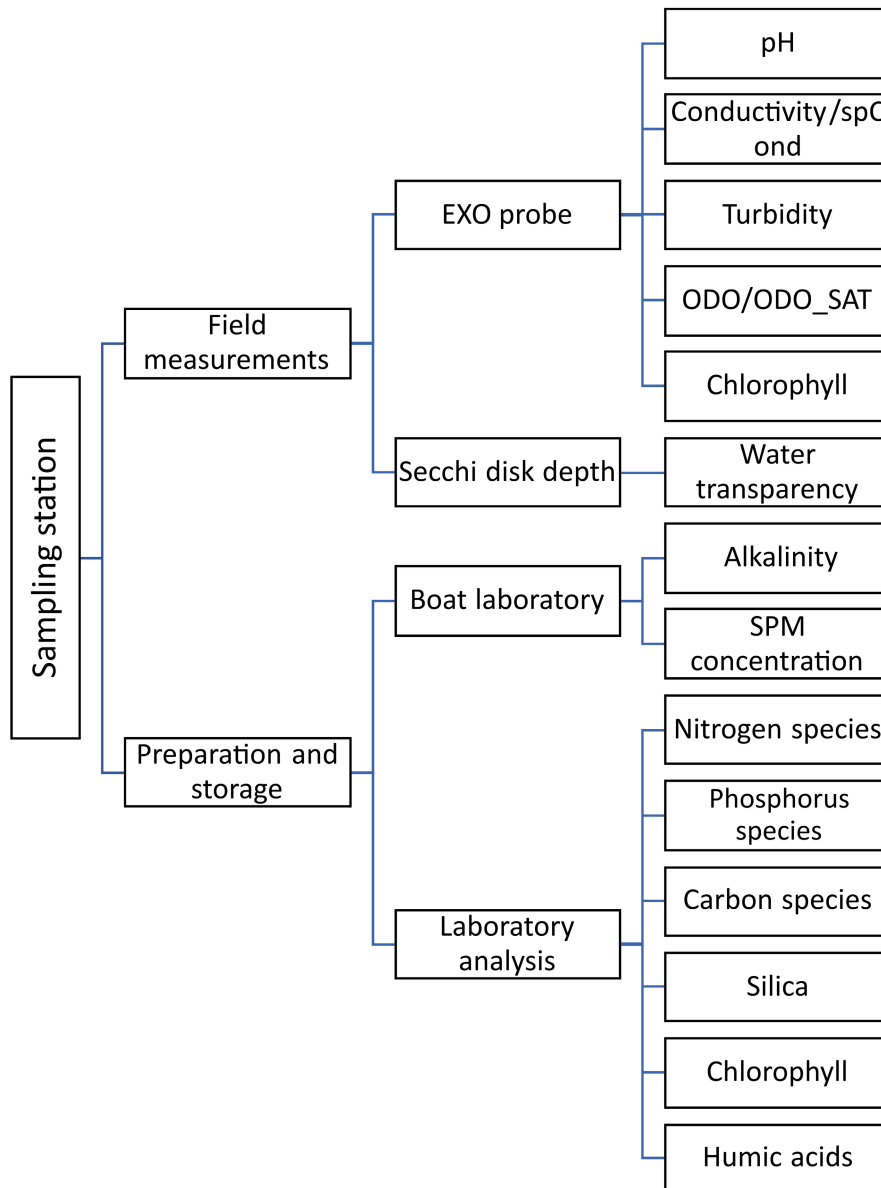 Sampling station
Field
measurements
Preparation and
storage
EXO probe
Secchi disk depth
Boat laboratory
Laboratory
analysis
pH
Conductivity/spC
ond
Turbidity
ODO/ODO_SAT
Chlorophyll
Water
transparency
Alkalinity
SPM
concentration
Nitrogen species
Phosphorus
species
Carbon species
Silica
Chlorophyll
Humic acids